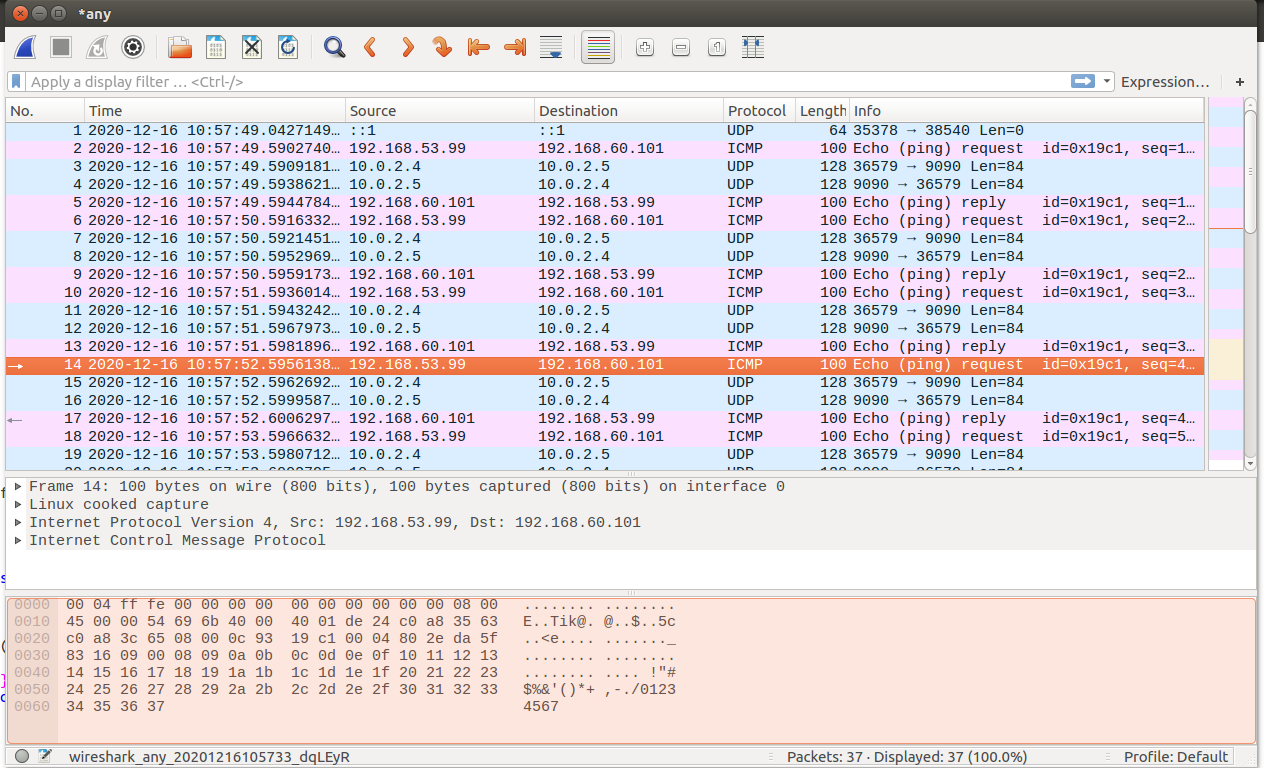 *any
Apply a display filter … <Ctrl-/>
Expression…
+
No. Time Source Destination Protocol Length Info
1 2020-12-16 10:57:49.0427149… ::1 ::1 UDP 64 35378 → 38540 Len=0
2 2020-12-16 10:57:49.5902740… 192.168.53.99 192.168.60.101 ICMP 100 Echo (ping) request id=0x19c1, seq=1…
3 2020-12-16 10:57:49.5909181… 10.0.2.4 10.0.2.5 UDP 128 36579 → 9090 Len=84
4 2020-12-16 10:57:49.5938621… 10.0.2.5 10.0.2.4 UDP 128 9090 → 36579 Len=84
5 2020-12-16 10:57:49.5944784… 192.168.60.101 192.168.53.99 ICMP 100 Echo (ping) reply id=0x19c1, seq=1…
6 2020-12-16 10:57:50.5916332… 192.168.53.99 192.168.60.101 ICMP 100 Echo (ping) request id=0x19c1, seq=2…
7 2020-12-16 10:57:50.5921451… 10.0.2.4 10.0.2.5 UDP 128 36579 → 9090 Len=84
8 2020-12-16 10:57:50.5952969… 10.0.2.5 10.0.2.4 UDP 128 9090 → 36579 Len=84
9 2020-12-16 10:57:50.5959173… 192.168.60.101 192.168.53.99 ICMP 100 Echo (ping) reply id=0x19c1, seq=2…
10 2020-12-16 10:57:51.5936014… 192.168.53.99 192.168.60.101 ICMP 100 Echo (ping) request id=0x19c1, seq=3…
11 2020-12-16 10:57:51.5943242… 10.0.2.4 10.0.2.5 UDP 128 36579 → 9090 Len=84
12 2020-12-16 10:57:51.5967973… 10.0.2.5 10.0.2.4 UDP 128 9090 → 36579 Len=84
13 2020-12-16 10:57:51.5981896… 192.168.60.101 192.168.53.99 ICMP 100 Echo (ping) reply id=0x19c1, seq=3…
14 2020-12-16 10:57:52.5956138… 192.168.53.99 192.168.60.101 ICMP 100 Echo (ping) request id=0x19c1, seq=4…
15 2020-12-16 10:57:52.5962692… 10.0.2.4 10.0.2.5 UDP 128 36579 → 9090 Len=84
16 2020-12-16 10:57:52.5999587… 10.0.2.5 10.0.2.4 UDP 128 9090 → 36579 Len=84
17 2020-12-16 10:57:52.6006297… 192.168.60.101 192.168.53.99 ICMP 100 Echo (ping) reply id=0x19c1, seq=4…
18 2020-12-16 10:57:53.5966632… 192.168.53.99 192.168.60.101 ICMP 100 Echo (ping) request id=0x19c1, seq=5…
19 2020-12-16 10:57:53.5980712… 10.0.2.4 10.0.2.5 UDP 128 36579 → 9090 Len=84
Frame 14: 100 bytes on wire (800 bits), 100 bytes captured (800 bits) on interface 0
Linux cooked capture
Internet Protocol Version 4, Src: 192.168.53.99, Dst: 192.168.60.101
Internet Control Message Protocol
0000 00 04 ff fe 00 00 00 00 00 00 00 00 00 00 08 00 ........ ........
0010 45 00 00 54 69 6b 40 00 40 01 de 24 c0 a8 35 63 E..Tik@. @..$..5c
0020 c0 a8 3c 65 08 00 0c 93 19 c1 00 04 80 2e da 5f ..<e.... ......._
0030 83 16 09 00 08 09 0a 0b 0c 0d 0e 0f 10 11 12 13 ........ ........
0040 14 15 16 17 18 19 1a 1b 1c 1d 1e 1f 20 21 22 23 ........ .... !"#
0050 24 25 26 27 28 29 2a 2b 2c 2d 2e 2f 30 31 32 33 $%&'()*+ ,-./0123
0060 34 35 36 37 4567
wireshark_any_20201216105733_dqLEyR
Packets: 37 · Displayed: 37 (100.0%)
Profile: Default